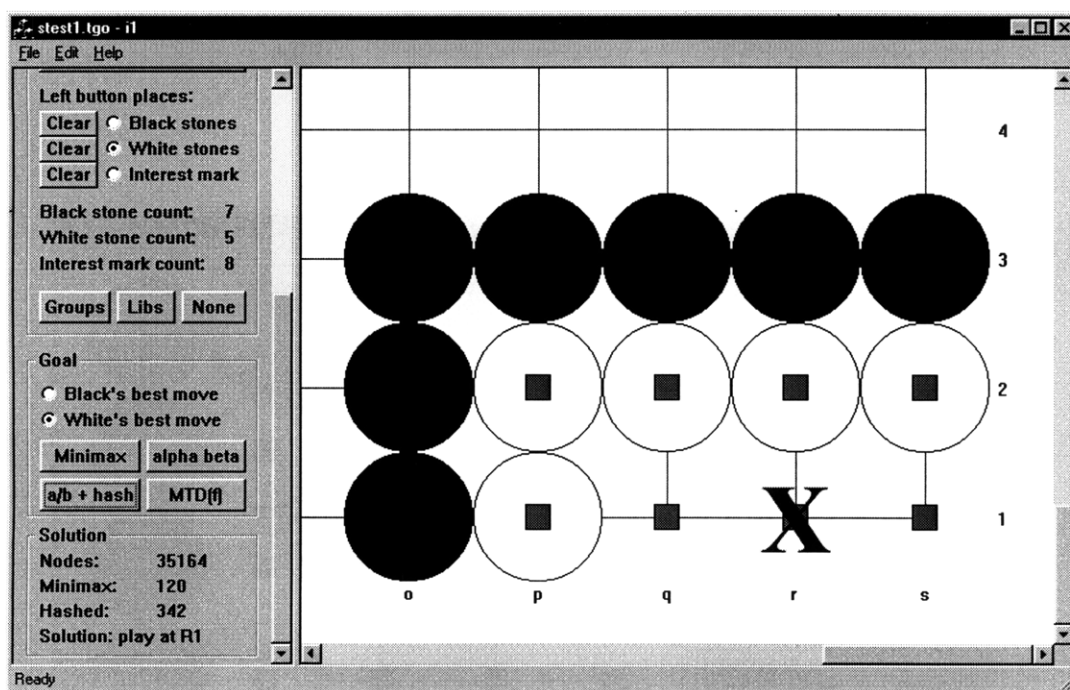 stest1.tgo - i1
File Edit Help
Left button places:
Clear Black stones
Clear White stones
Clear Interest mark
Black stone count: 7
White stone count: 5
Interest mark count: 8
Groups Libs None
Goal
Black's best move
White's best move
Minimax alpha beta
a/b + hash MTD(f)
Solution
Nodes: 35164
Minimax: 120
Hashed: 342
Solution: play at R1
4
3
2
X 1
o p q r s
Ready